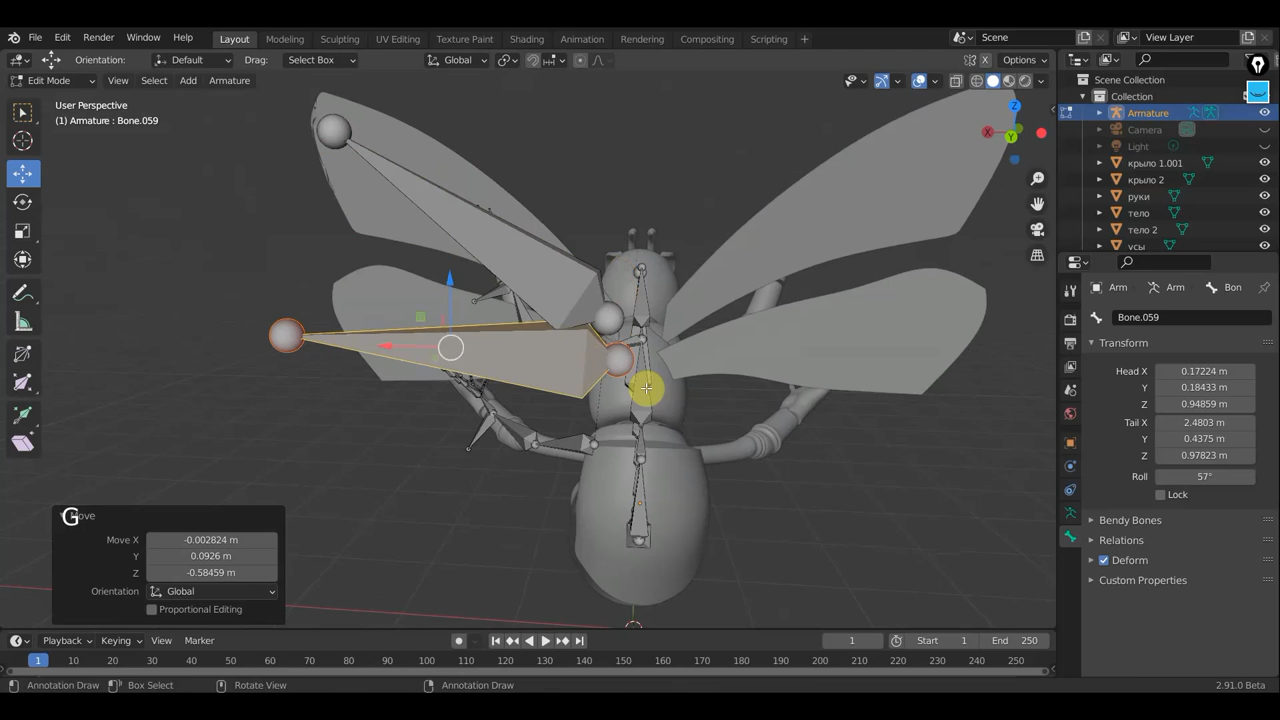 File Edit Render Window Help Layout Modeling Sculpting UV Editing Texture Paint Shading Animation Rendering Compositing Scripting + Scene View Layer
Orientation: Default Drag: Select Box Global X Options
Edit Mode View Select Add Armature
User Perspective
(1) Armature : Bone.059
Z
X
Y
Scene Collection
Collection
Armature
Camera
Light
крыло 1.001
крыло 2
руки
тело
тело 2
усы
Arm Arm Bon
Bone.059
Transform
Head X 0.17224 m
Y 0.18433 m
Z 0.94859 m
Tail X 2.4803 m
Y 0.4375 m
Z 0.97823 m
Roll 57°
Lock
Bendy Bones
Relations
Deform
Custom Properties
G
Move X -0.002824 m
Y 0.0926 m
Z -0.58459 m
Orientation Global
Proportional Editing
Playback Keying View Marker 1 Start 1 End 250
1 10 20 30 40 50 60 70 80 90 100 110 120 130 140 150 160 170 180 190 200 210 220 230 240 250
Annotation Draw Box Select Rotate View Annotation Draw 2.91.0 Beta